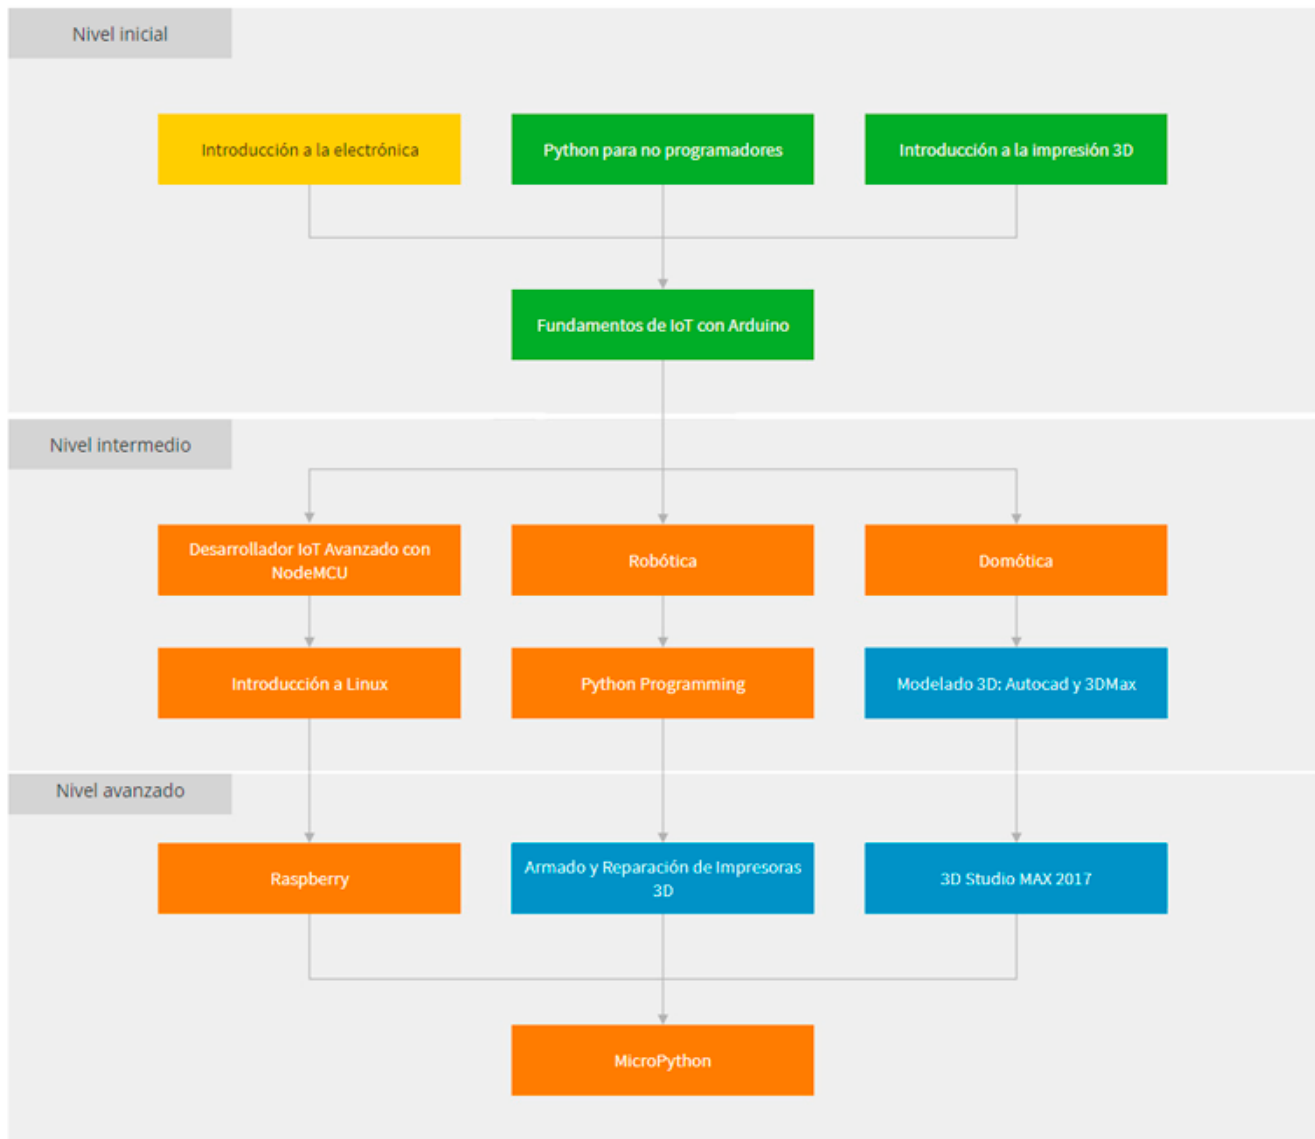 Nivel inicial
Introducción a la electrónica
Python para no programadores
Introducción a la impresión 3D
Fundamentos de IoT con Arduino
Nivel intermedio
Desarrollador IoT Avanzado con
NodeMCU
Robótica
Domótica
Introducción a Linux
Python Programming
Modelado 3D: Autocad y 3DMax
Nivel avanzado
Raspberry
Armado y Reparación de Impresoras
3D
3D Studio MAX 2017
MicroPython